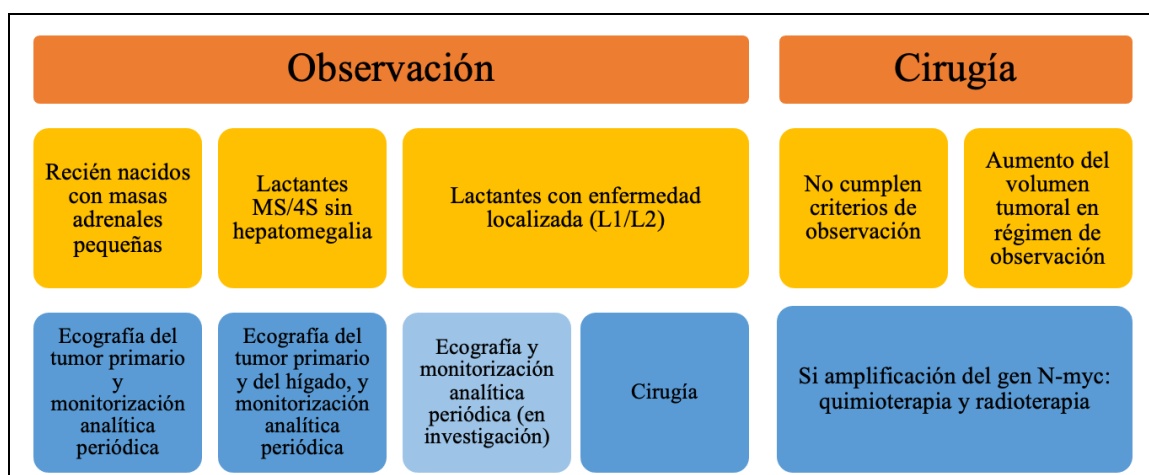 Observación
Cirugía
Recién nacidos
con masas
adrenales
pequeñas
Lactantes
MS/4S sin
hepatomegalia
Lactantes con enfermedad
localizada (L1/L2)
No cumplen
criterios de
observación
Aumento del
volumen
tumoral en
régimen de
observación
Ecografía del
tumor primario
y
monitorización
analítica
periódica
Ecografía del
tumor primario
y del hígado, y
monitorización
analítica
periódica
Ecografía y
monitorización
analítica
periódica (en
investigación)
Cirugía
Si amplificación del gen N-myc:
quimioterapia y radioterapia